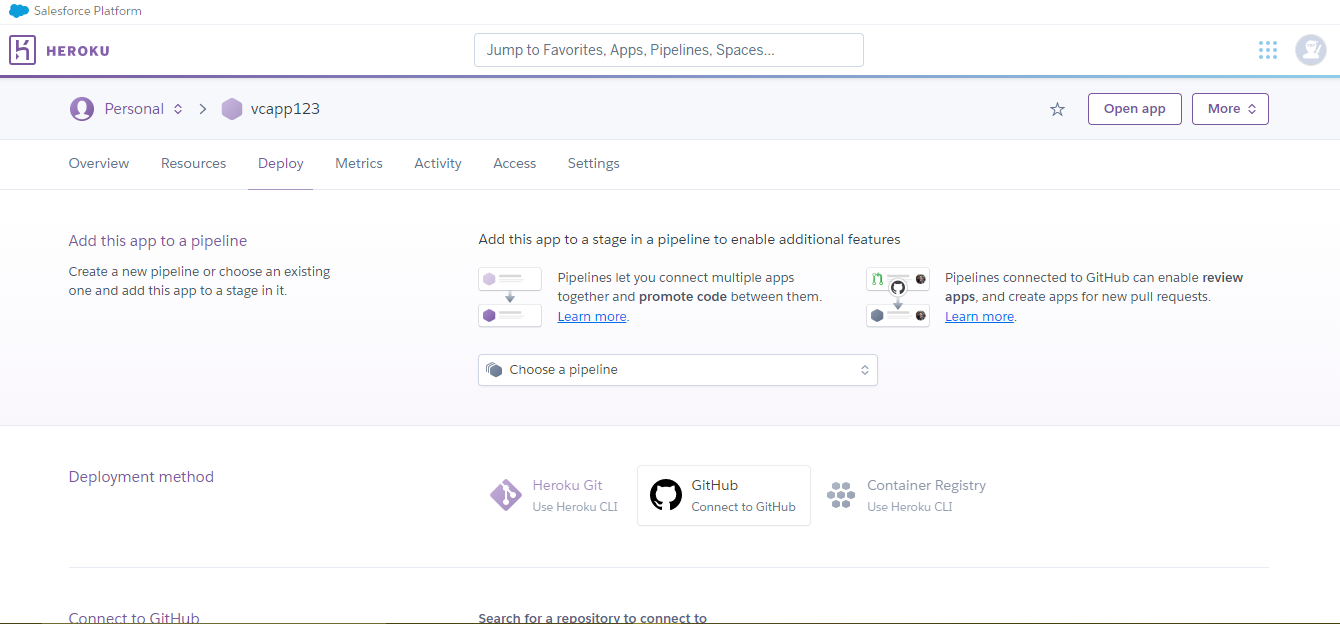 Salesforce Platform
HEROKU
Jump to Favorites, Apps, Pipelines, Spaces...
Personal
vcapp123
Open app
More
Overview
Resources
Deploy
Metrics
Activity
Access
Settings
Add this app to a pipeline
Create a new pipeline or choose an existing
one and add this app to a stage in it.
Add this app to a stage in a pipeline to enable additional features
Pipelines let you connect multiple apps
together and promote code between them.
Learn more.
Pipelines connected to GitHub can enable review
apps, and create apps for new pull requests.
Learn more.
Choose a pipeline
Deployment method
Heroku Git
Use Heroku CLI
GitHub
Connect to GitHub
Container Registry
Use Heroku CLI
Connect to GitHub
Search for a repository to connect to